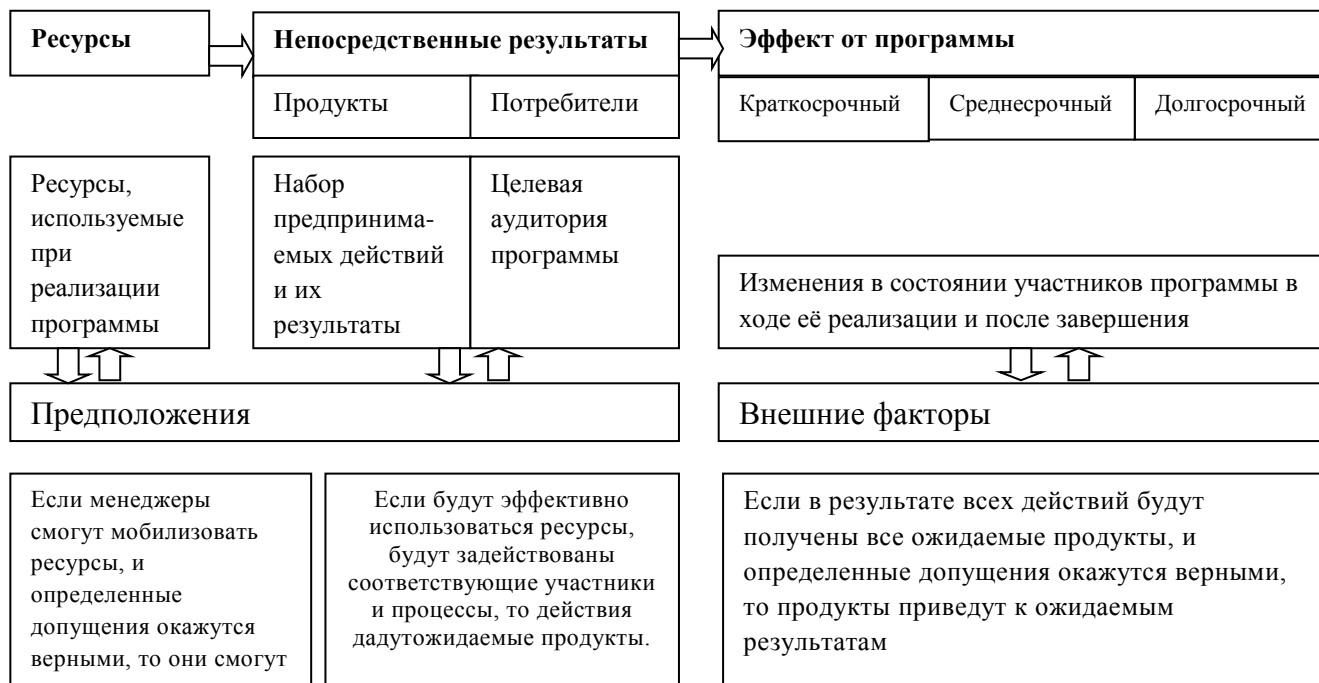 Ресурсы
Непосредственные результаты
Эффект от программы
Продукты
Потребители
Краткосрочный
Среднесрочный
Долгосрочный
Ресурсы,
используемые
при
реализации
программы
Набор
предпринима-
емых действий
и их
результаты
Целевая
аудитория
программы
Изменения в состоянии участников программы в
ходе её реализации и после завершения
Предположения
Внешние факторы
Если менеджеры
смогут мобилизовать
ресурсы, и
определенные
допущения окажутся
верными, то они смогут
Если будут эффективно
использоваться ресурсы,
будут задействованы
соответствующие участники
и процессы, то действия
дадутожидаемые продукты.
Если в результате всех действий будут
получены все ожидаемые продукты, и
определенные допущения окажутся верными,
то продукты приведут к ожидаемым
результатам